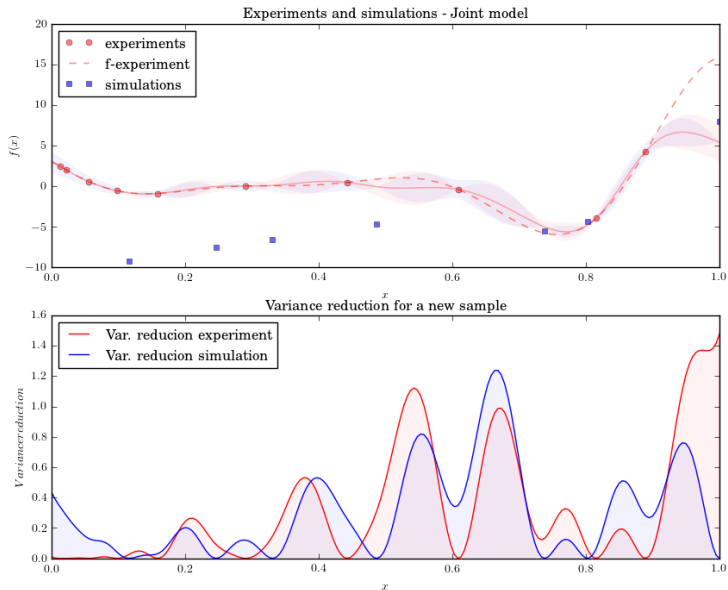 Experiments and simulations - Joint model
20
15
10
5
0
−5
−10
f(x)
experiments
f-experiment
simulations
0.0 0.2 0.4 0.6 0.8 1.0
x
Variance reduction for a new sample
1.6
1.4
1.2
1.0
0.8
0.6
0.4
0.2
0.0
Variancereduction
Var. reducion experiment
Var. reducion simulation
0.0 0.2 0.4 0.6 0.8 1.0
x